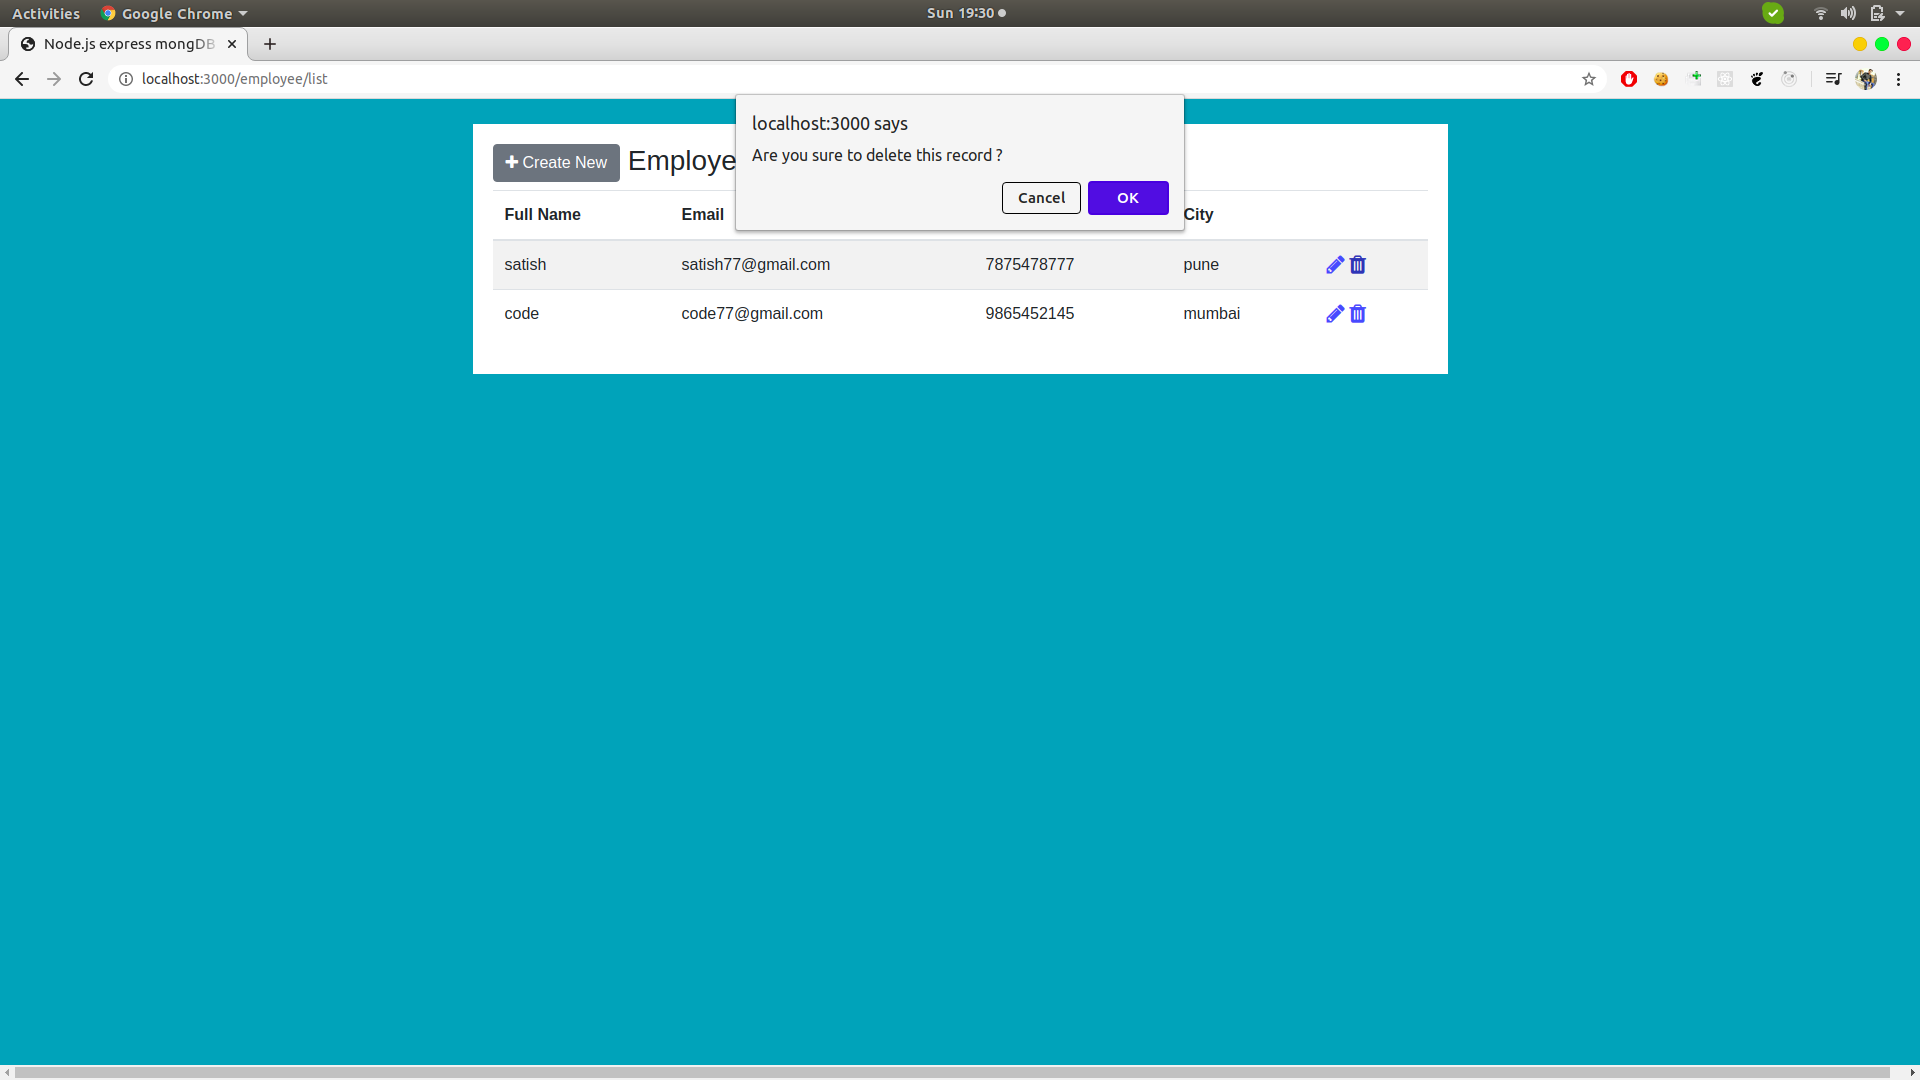 Activities Google Chrome Sun 19:30
Node.js express mongDB
localhost:3000/employee/list
localhost:3000 says
Are you sure to delete this record ?
Cancel OK
Create New Employe
Full Name Email City
satish satish77@gmail.com 7875478777 pune
code code77@gmail.com 9865452145 mumbai